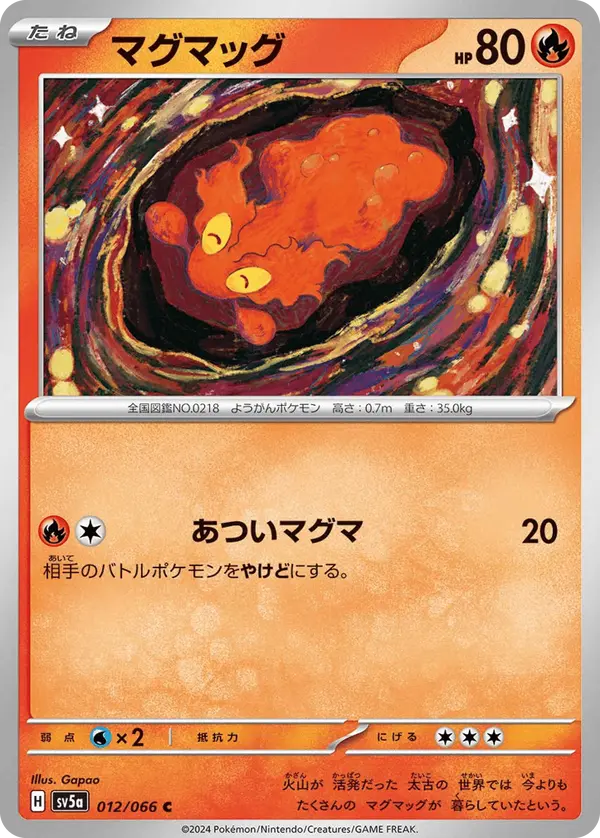 たね マグマッグ HP80
全国図鑑NO.0218 ようがんポケモン 高さ：0.7m 重さ：35.0kg
あついマグマ 20
相手のバトルポケモンをやけどにする。
弱点 ×2 抵抗力 にげる
Illus. Gapao
火山が 活発だった 太古の 世界では 今よりも
たくさんの マグマッグが 暮らしていたという。
H sv5a 012/066 C
©2024 Pokémon/Nintendo/Creatures/GAME FREAK.